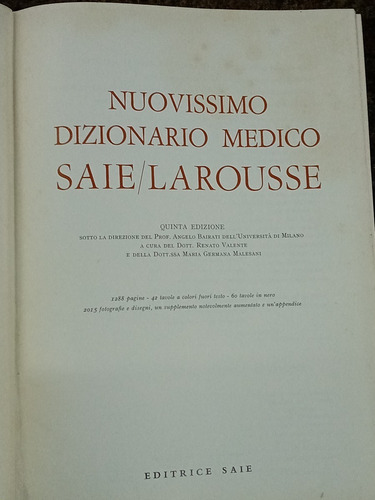 NUOVISSIMO
DIZIONARIO MEDICO
SAIE/LAROUSSE
QUINTA EDIZIONE
SOTTO LA DIREZIONE DEL PROF. ANGELO BAIRATI DELL'UNIVERSITÀ DI MILANO
A CURA DEL DOTT. RENATO VALENTE
E DELLA DOTT.SSA MARIA GERMANA MALESANI
1288 pagine - 42 tavole a colori fuori testo - 60 tavole in nero
2015 fotografie e disegni, un supplemento notevolmente aumentato e un'appendice
EDITRICE SAIE